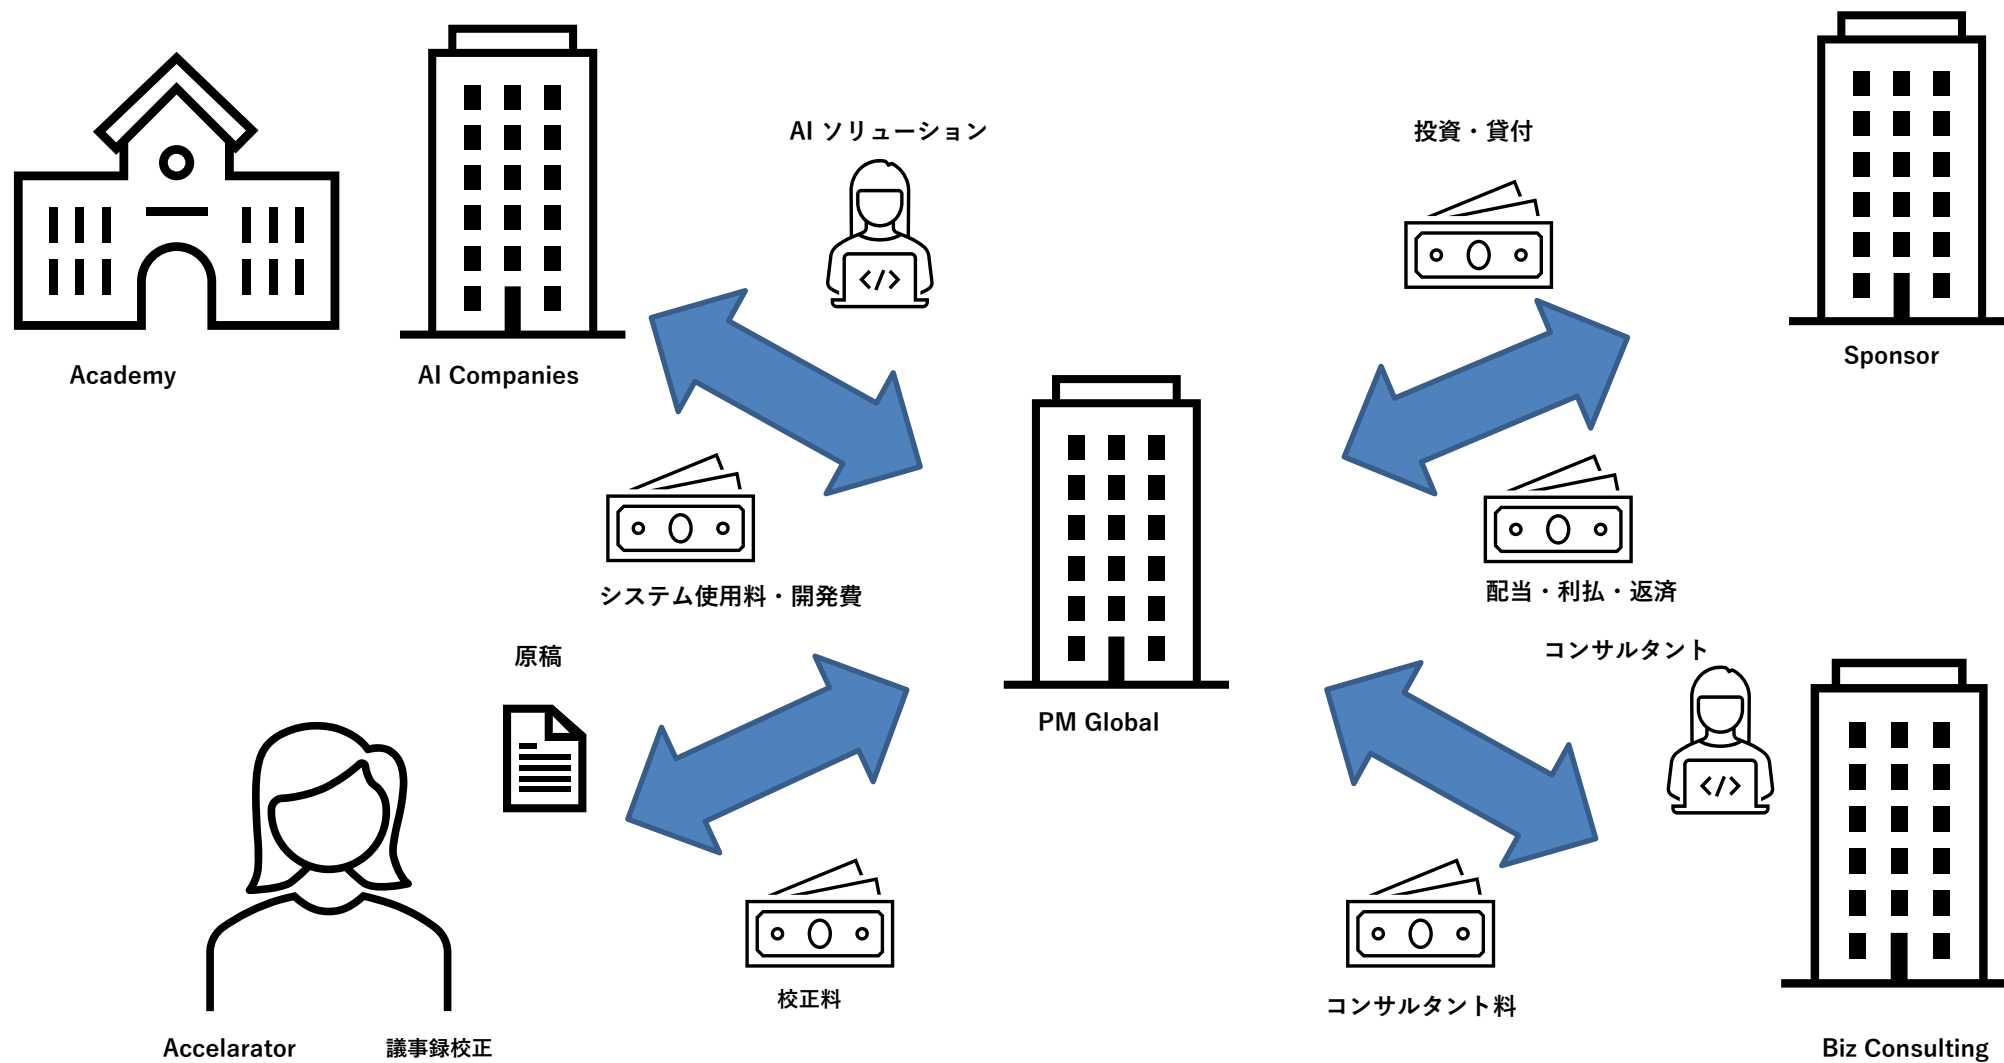 AI ソリューション
投資・貸付
Sponsor
Academy
AI Companies
システム使用料・開発費
配当・利払・返済
原稿
コンサルタント
PM Global
</>
</>
校正料
コンサルタント料
Accelarator
議事録校正
Biz Consulting